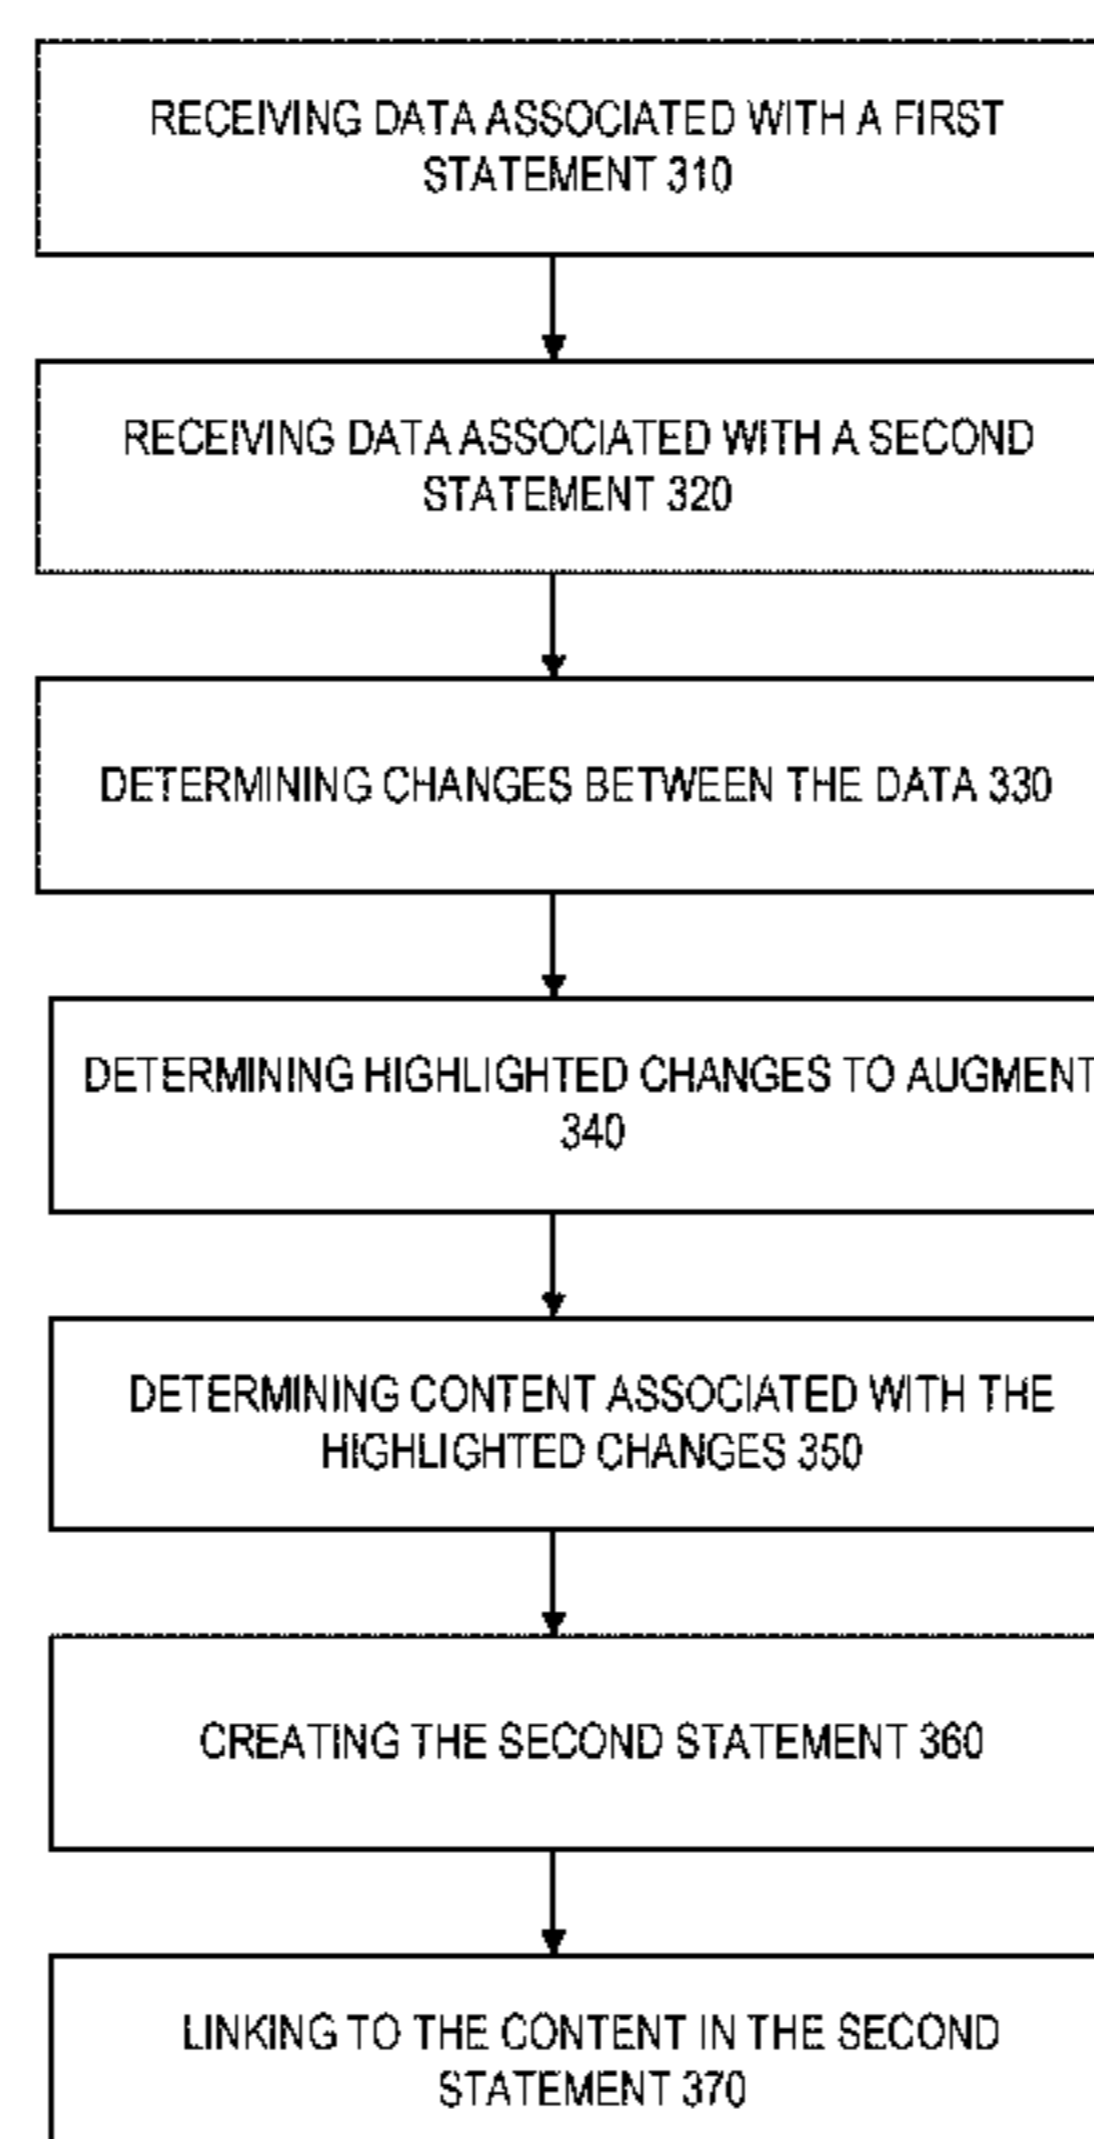 RECEIVING DATA ASSOCIATED WITH A FIRST
STATEMENT 310
RECEIVING DATA ASSOCIATED WITH A SECOND
STATEMENT 320
DETERMINING CHANGES BETWEEN THE DATA 330
DETERMINING HIGHLIGHTED CHANGES TO AUGMENT
340
DETERMINING CONTENT ASSOCIATED WITH THE
HIGHLIGHTED CHANGES 350
CREATING THE SECOND STATEMENT 360
LINKING TO THE CONTENT IN THE SECOND
STATEMENT 370